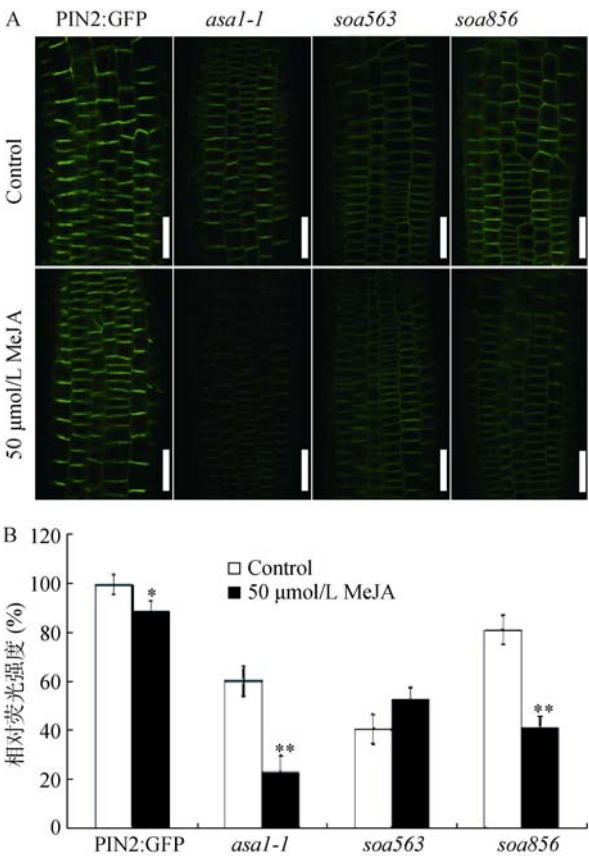 A PIN2:GFP asa1-1 soa563 soa856
Control
50 μmol/L MeJA
B
相对荧光强度 (%)
120
100
80
60
40
20
0
Control
50 μmol/L MeJA
*
**
**
PIN2:GFP asa1-1 soa563 soa856